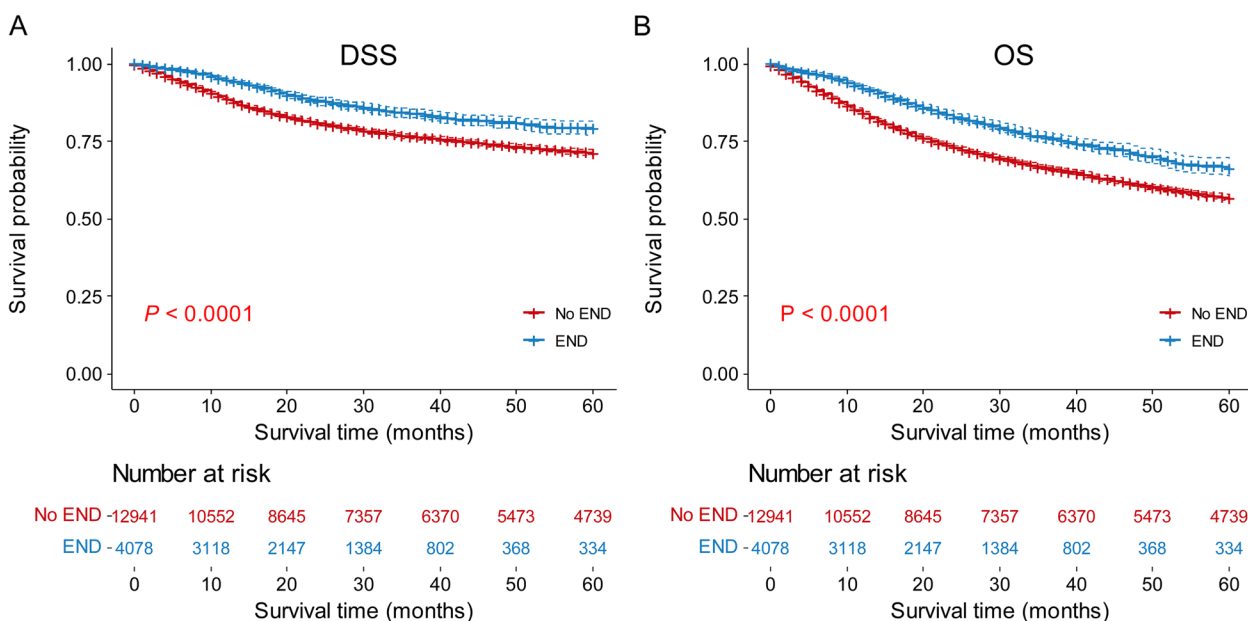 A
DSS
Survival probability
1.00
0.75
0.50
0.25
0.00
P < 0.0001
No END
END
0 10 20 30 40 50 60
Survival time (months)
Number at risk
No END -12941 10552 8645 7357 6370 5473 4739
END -4078 3118 2147 1384 802 368 334
0 10 20 30 40 50 60
Survival time (months)
B
OS
Survival probability
1.00
0.75
0.50
0.25
0.00
P < 0.0001
No END
END
0 10 20 30 40 50 60
Survival time (months)
Number at risk
No END -12941 10552 8645 7357 6370 5473 4739
END -4078 3118 2147 1384 802 368 334
0 10 20 30 40 50 60
Survival time (months)